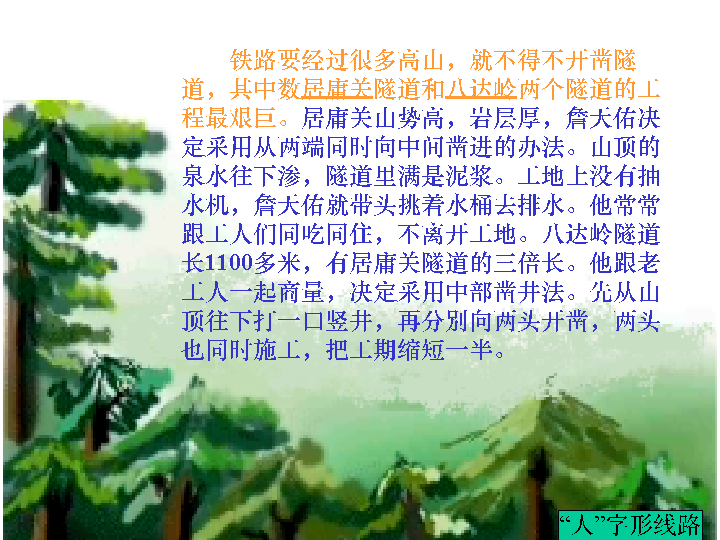 铁路要经过很多高山，就不得不开凿隧
道，其中数居庸关隧道和八达岭两个隧道的工
程最艰巨。居庸关山势高，岩层厚，詹天佑决
定采用从两端同时向中间凿进的办法。山顶的
泉水往下渗，隧道里满是泥浆。工地上没有抽
水机，詹天佑就带头挑着水桶去排水。他常常
跟工人们同吃同住，不离开工地。八达岭隧道
长1100多米，有居庸关隧道的三倍长。他跟老
工人一起商量，决定采用中部凿井法。先从山
顶往下打一口竖井，再分别向两头开凿，两头
也同时施工，把工期缩短一半。
“人”字形线路